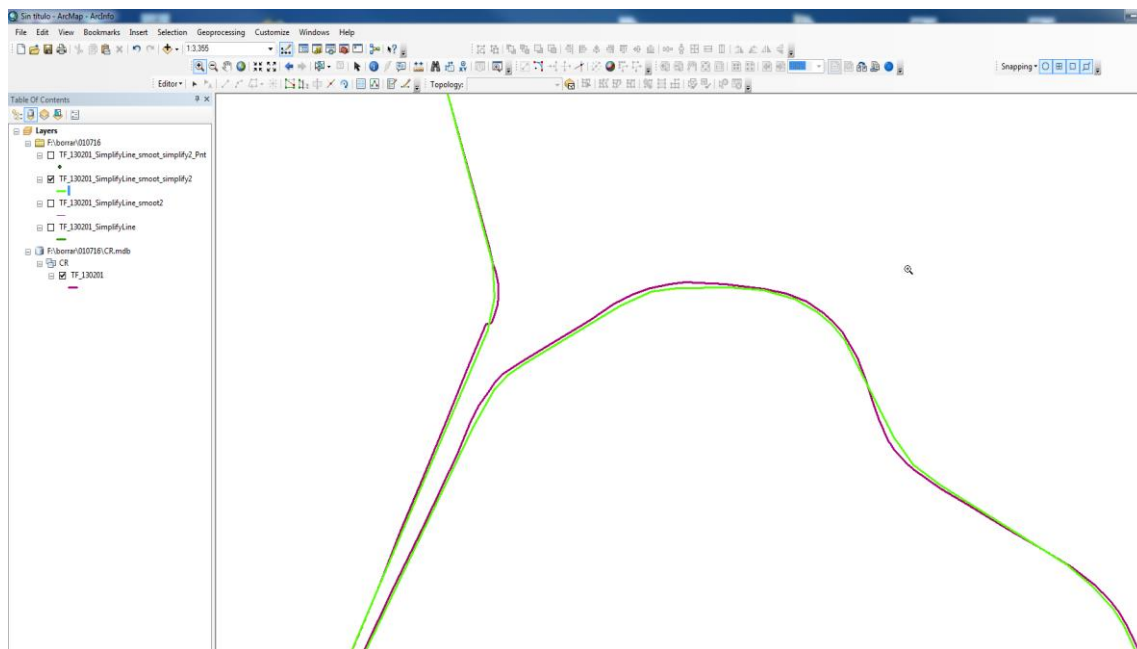 Sin título - ArcMap - ArcInfo
File Edit View Bookmarks Insert Selection Geoprocessing Customize Windows Help
1:3,355
Snapping
Editor Topology:
Table Of Contents
Layers
F:\borrar\010716
TF_130201_SimplifyLine_smoot_simplify2_Pnt
TF_130201_SimplifyLine_smoot_simplify2
TF_130201_SimplifyLine_smoot2
TF_130201_SimplifyLine
F:\borrar\010716\CR.mdb
CR
TF_130201